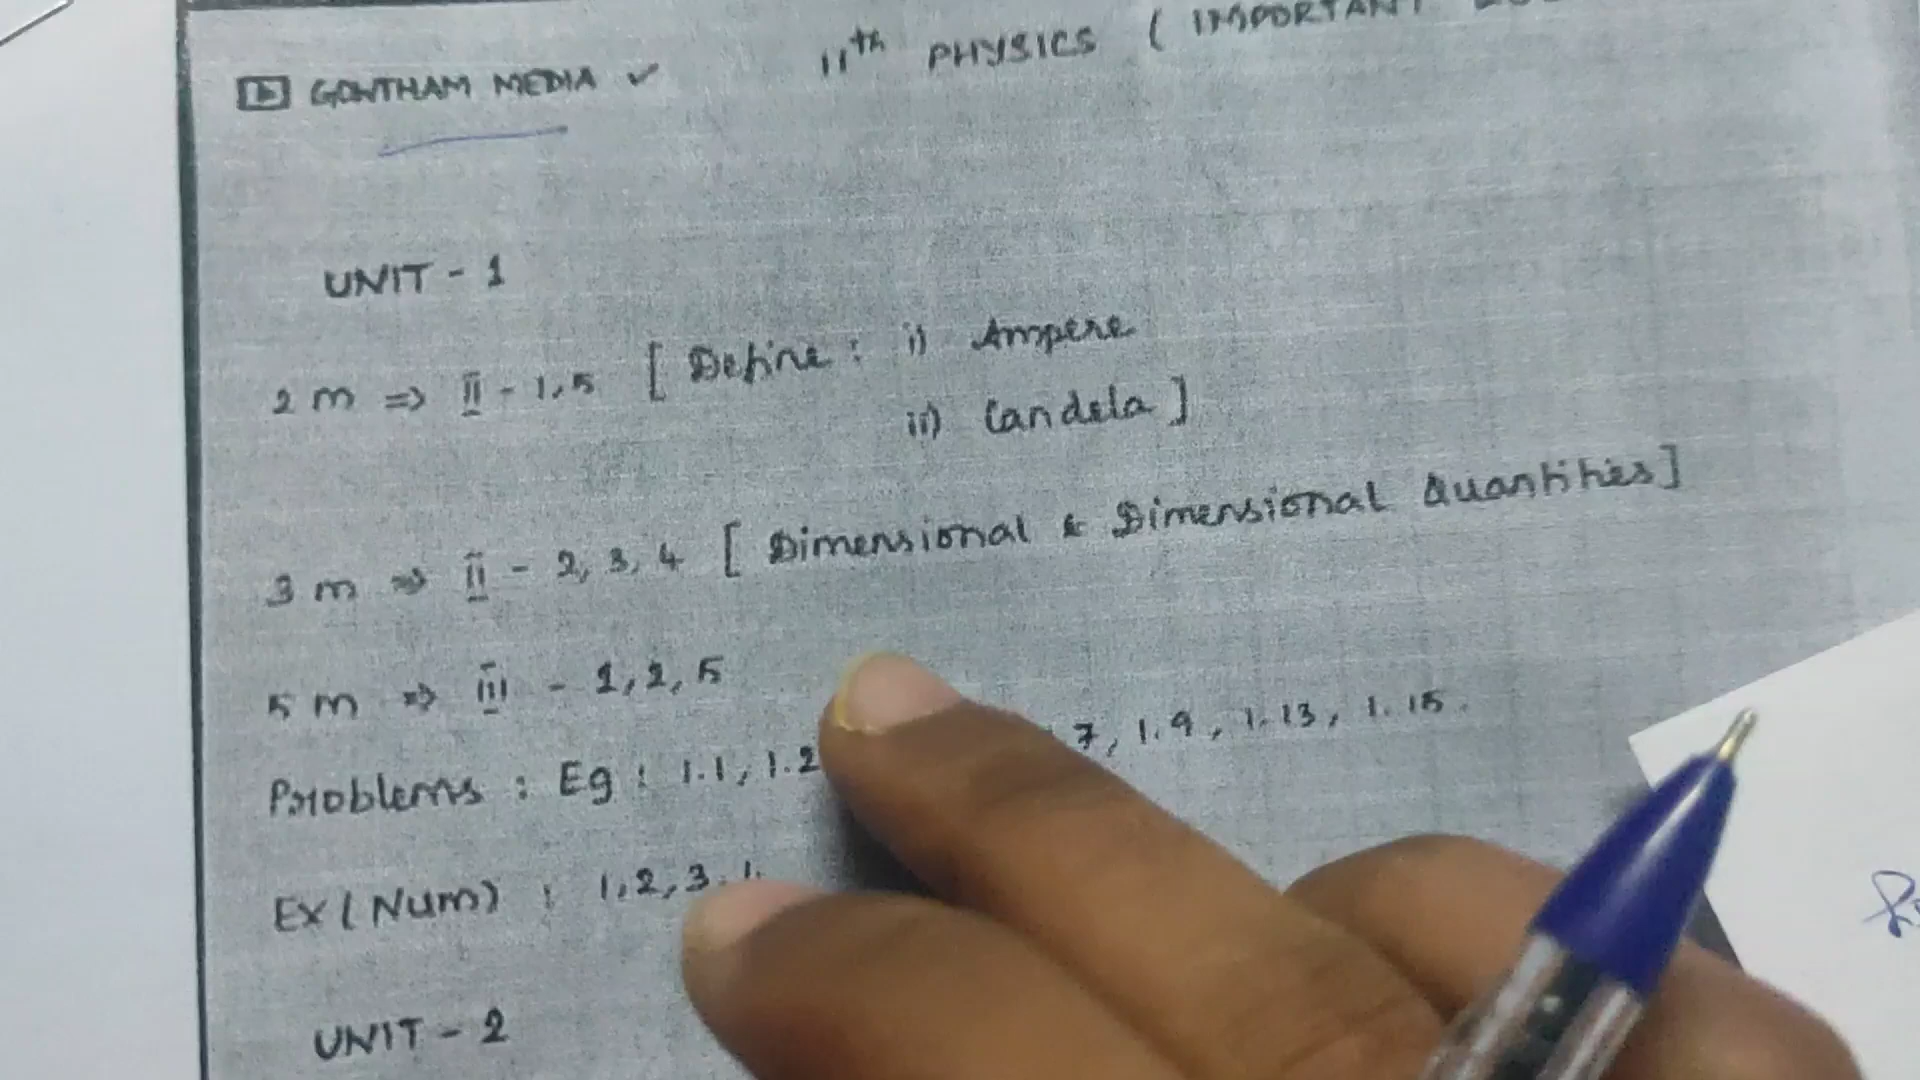 GOWTHAM MEDIA ✓
11th PHYSICS ( IMPORTANT
UNIT - 1
2 m => II - 1,5 [ Define : i) Ampere
ii) Candela ]
3 m => II - 2, 3, 4 [ Dimensional & Dimensional Quantities]
5 m => III - 1, 2, 5
Problems : Eg : 1.1, 1.2 7, 1.9, 1.13, 1.15.
Ex (Num) : 1,2,3,
UNIT - 2